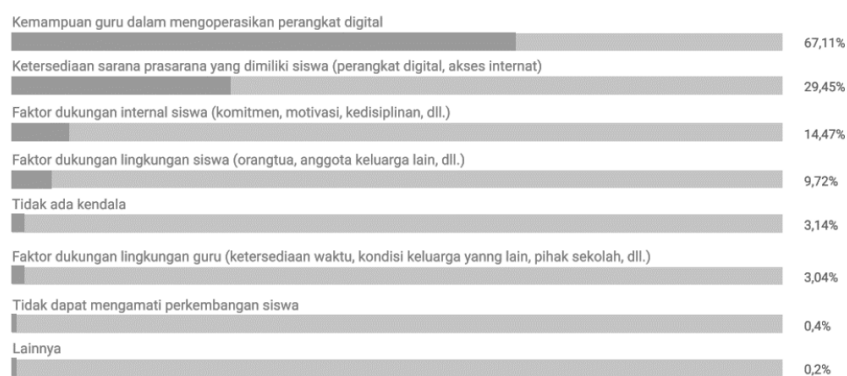 Kemampuan guru dalam mengoperasikan perangkat digital
67,11%
Ketersediaan sarana prasarana yang dimiliki siswa (perangkat digital, akses internat)
29,45%
Faktor dukungan internal siswa (komitmen, motivasi, kedisiplinan, dll.)
14,47%
Faktor dukungan lingkungan siswa (orangtua, anggota keluarga lain, dll.)
9,72%
Tidak ada kendala
3,14%
Faktor dukungan lingkungan guru (ketersediaan waktu, kondisi keluarga yanng lain, pihak sekolah, dll.)
3,04%
Tidak dapat mengamati perkembangan siswa
0,4%
Lainnya
0,2%